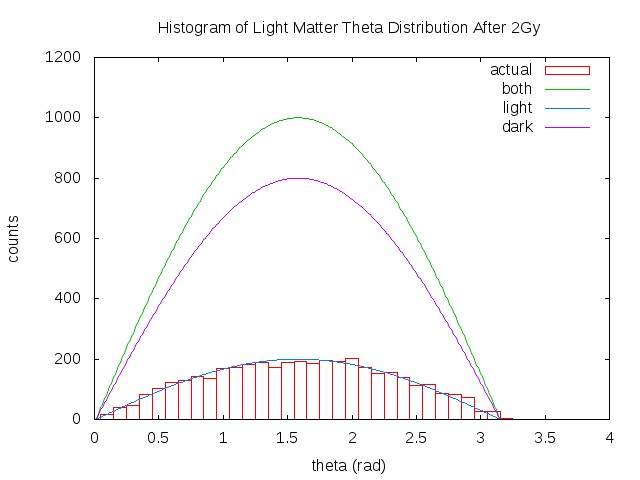 Histogram of Light Matter Theta Distribution After 2Gy
1200
1000
800
600
400
200
0
counts
actual
both
light
dark
0 0.5 1 1.5 2 2.5 3 3.5 4
theta (rad)